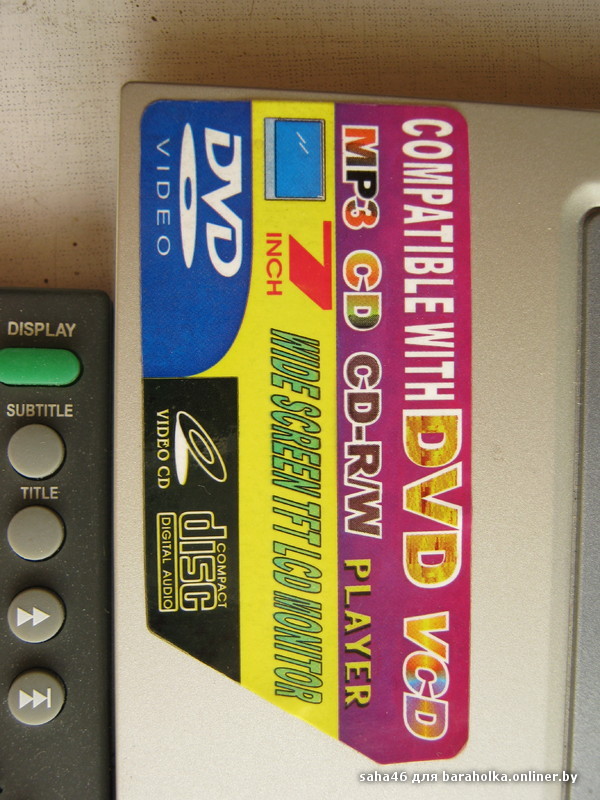 COMPATIBLE WITH DVD VCD
MP3 CD CD-R/W PLAYER
7
INCH
WIDE SCREEN TFT LCD MONITOR
DVD
VIDEO
VIDEO CD
COMPACT
disc
DIGITAL AUDIO
DISPLAY
SUBTITLE
TITLE
saha46 для baraholka.onliner.by